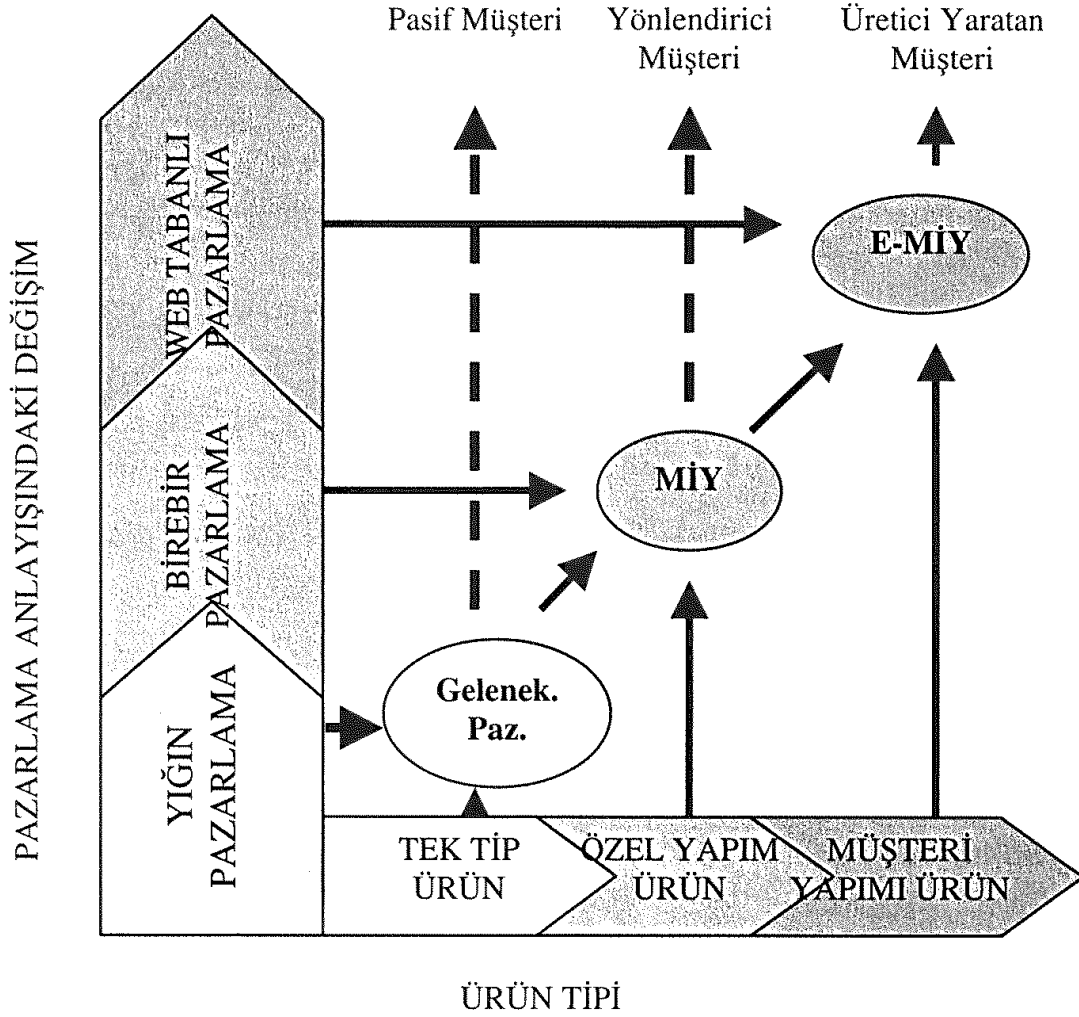 Pasif Müşteri
Yönlendirici
Müşteri
Üretici Yaratan
Müşteri
PAZARLAMA ANLAYIŞINDAKİ DEĞİŞİM
WEB TABANLI
PAZARLAMA
E-MİY
BİREBİR
PAZARLAMA
MİY
YIĞIN
PAZARLAMA
Gelenek.
Paz.
TEK TİP
ÜRÜN
ÖZEL YAPIM
ÜRÜN
MÜŞTERİ
YAPIMI ÜRÜN
ÜRÜN TİPİ